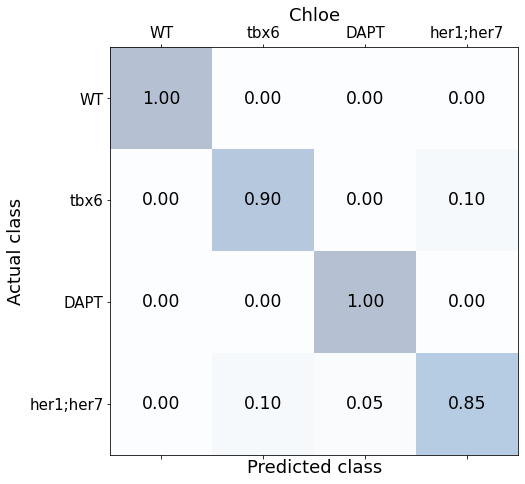 Chloe
WT tbx6 DAPT her1;her7
WT 1.00 0.00 0.00 0.00
tbx6 0.00 0.90 0.00 0.10
Actual class
DAPT 0.00 0.00 1.00 0.00
her1;her7 0.00 0.10 0.05 0.85
Predicted class